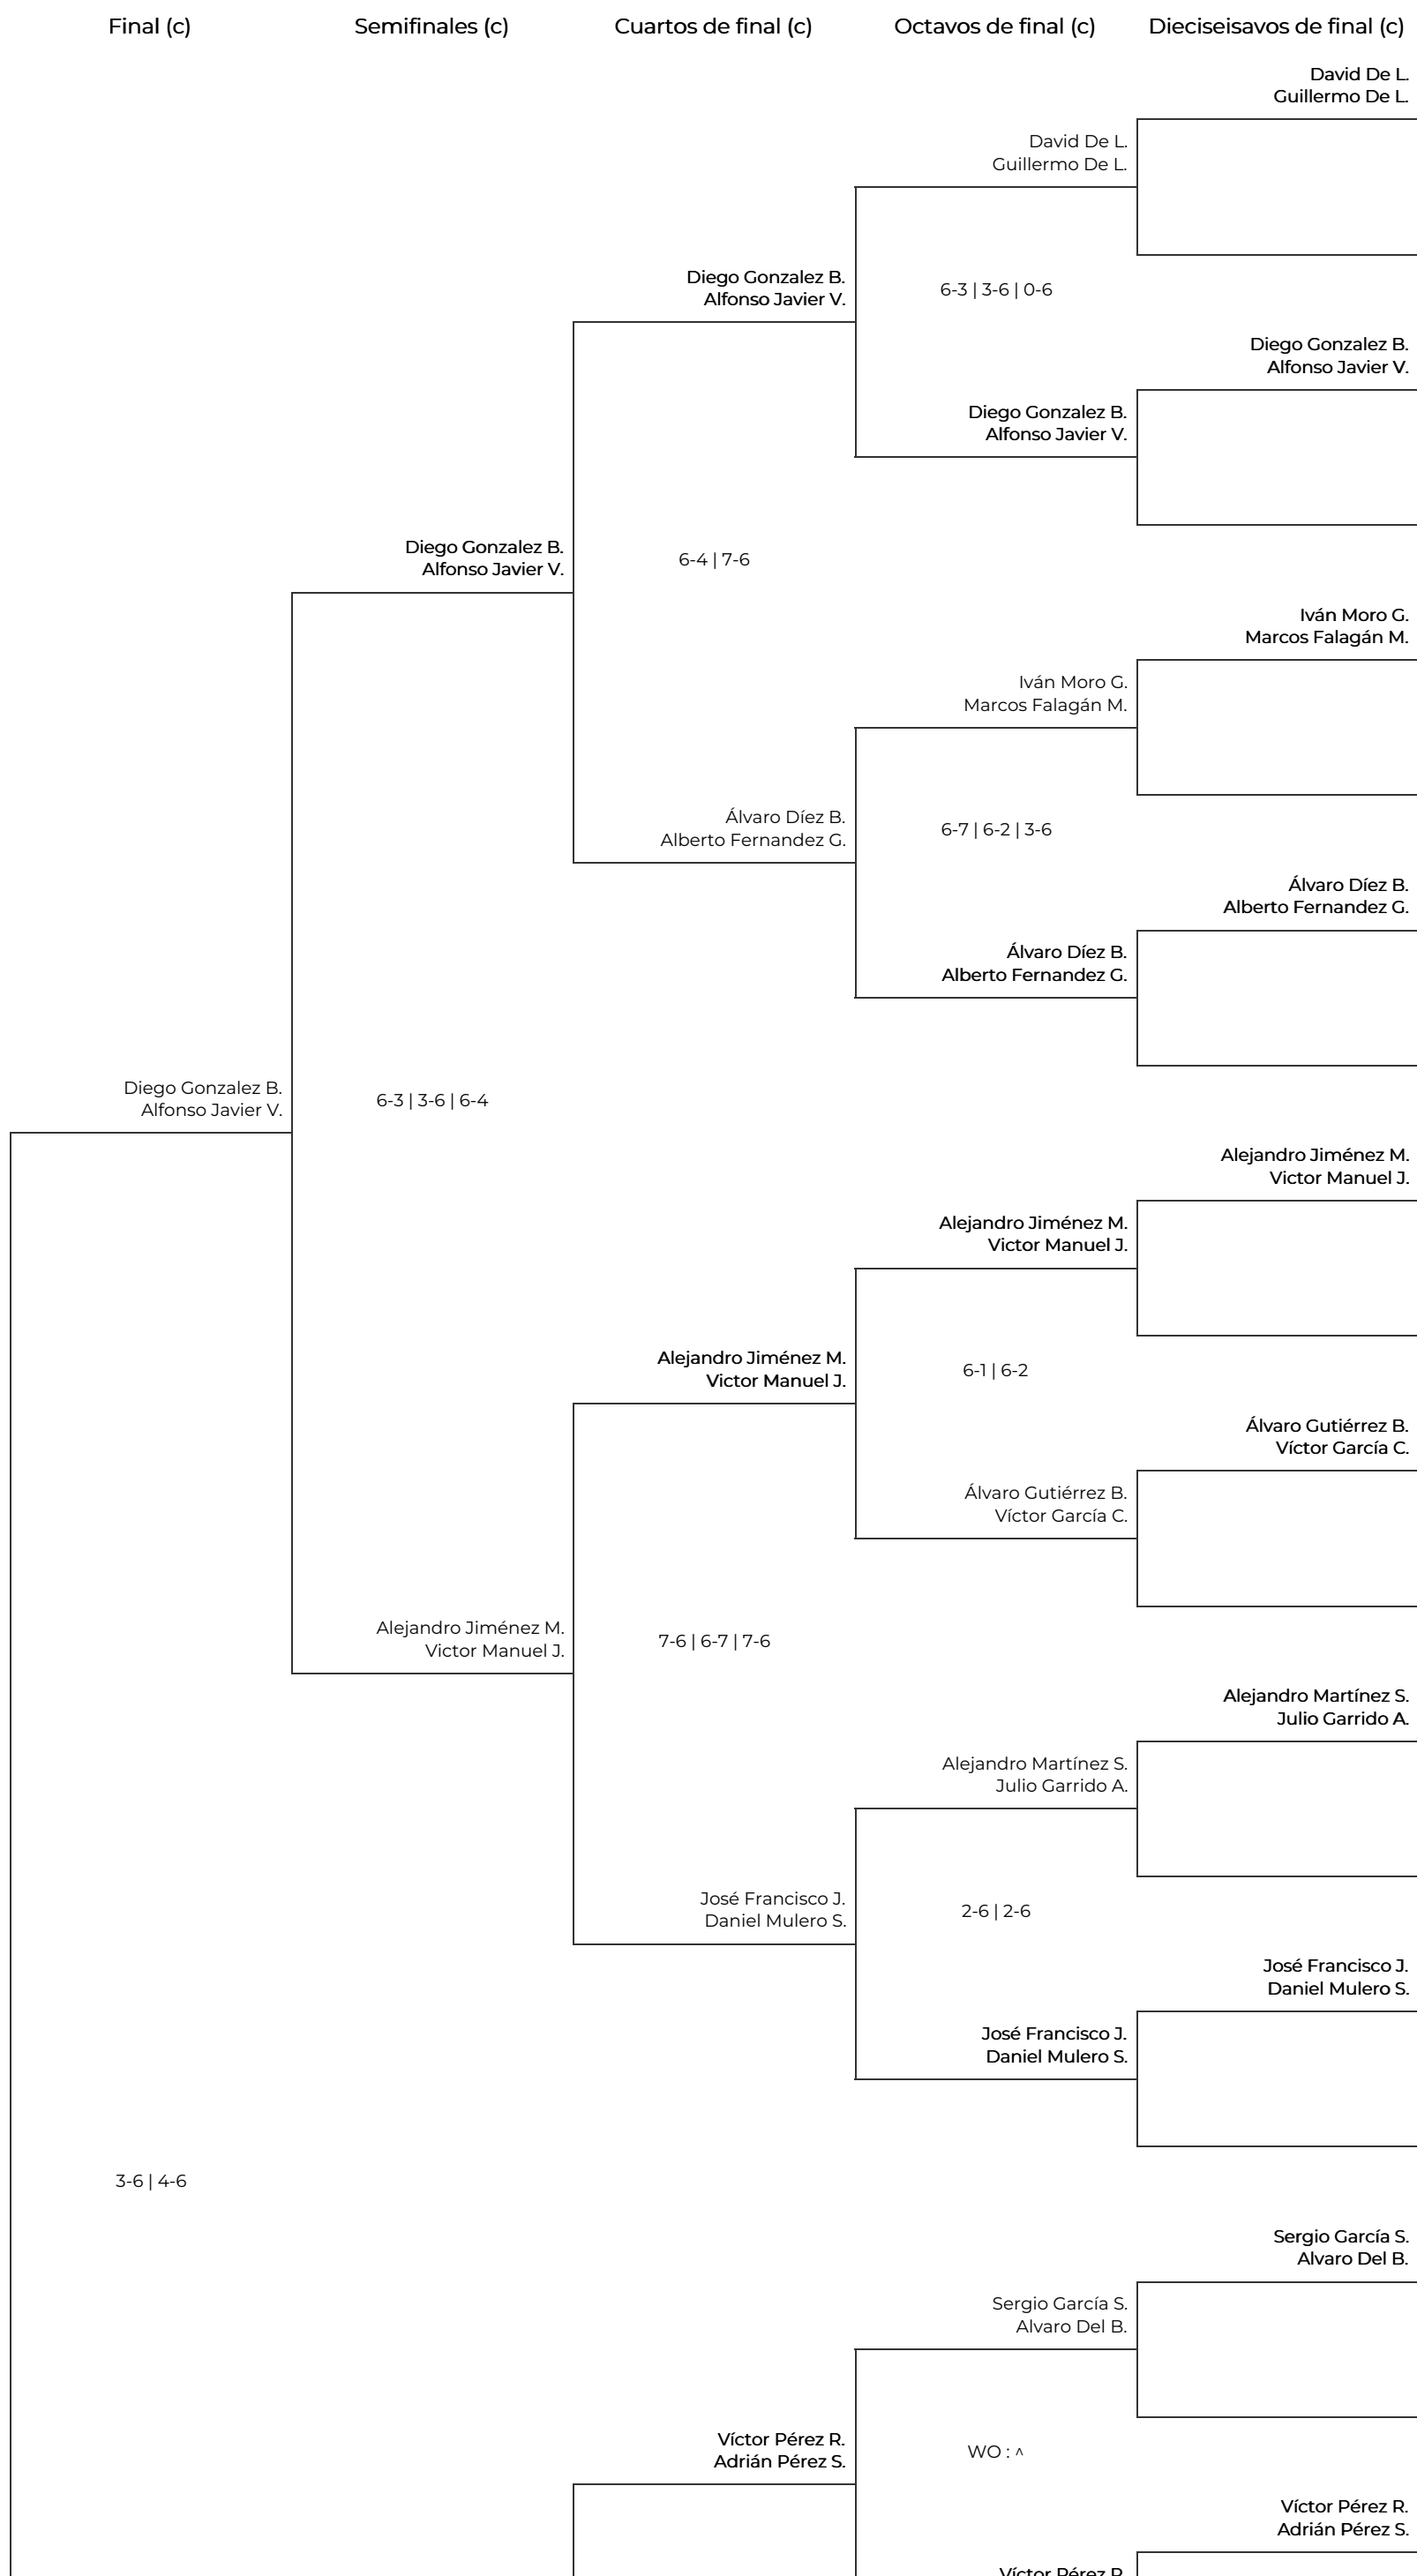 Final (c)
Semifinales (c)
Cuartos de final (c)
Octavos de final (c)
Dieciseisavos de final (c)
David De L.
Guillermo De L.
David De L.
Guillermo De L.
Diego Gonzalez B.
Alfonso Javier V.
6-3 | 3-6 | 0-6
Diego Gonzalez B.
Alfonso Javier V.
Diego Gonzalez B.
Alfonso Javier V.
Diego Gonzalez B.
Alfonso Javier V.
6-4 | 7-6
Iván Moro G.
Marcos Falagán M.
Iván Moro G.
Marcos Falagán M.
Álvaro Díez B.
Alberto Fernandez G.
6-7 | 6-2 | 3-6
Álvaro Díez B.
Alberto Fernandez G.
Álvaro Díez B.
Alberto Fernandez G.
Diego Gonzalez B.
Alfonso Javier V.
6-3 | 3-6 | 6-4
Alejandro Jiménez M.
Victor Manuel J.
Alejandro Jiménez M.
Victor Manuel J.
Alejandro Jiménez M.
Victor Manuel J.
6-1 | 6-2
Álvaro Gutiérrez B.
Víctor García C.
Álvaro Gutiérrez B.
Víctor García C.
Alejandro Jiménez M.
Victor Manuel J.
7-6 | 6-7 | 7-6
Alejandro Martínez S.
Julio Garrido A.
Alejandro Martínez S.
Julio Garrido A.
José Francisco J.
Daniel Mulero S.
2-6 | 2-6
José Francisco J.
Daniel Mulero S.
José Francisco J.
Daniel Mulero S.
3-6 | 4-6
Sergio García S.
Alvaro Del B.
Sergio García S.
Alvaro Del B.
Víctor Pérez R.
Adrián Pérez S.
WO : ^
Víctor Pérez R.
Adrián Pérez S.
Víctor Pérez R.